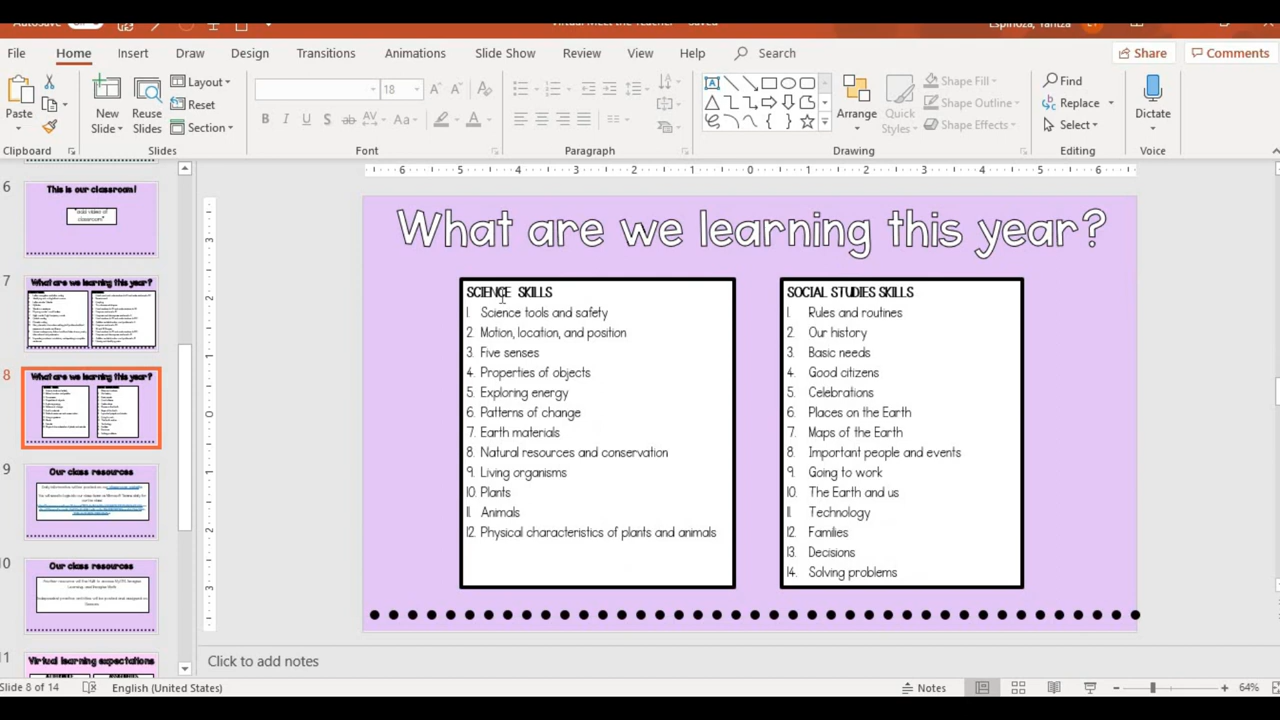 Virtual Meet the Teacher - Saved
Espinoza, Yaritza
File Home Insert Draw Design Transitions Animations Slide Show Review View Help Search Share Comments
Paste
New Slides
Reuse Slides
Layout
Reset
Section
18
Arrange
Quick Styles
Shape Fill
Shape Outline
Shape Effects
Find
Replace
Select
Dictate
Clipboard Slides Font Paragraph Drawing Editing Voice
6
This is our classroom!
7
What are we learning this year?
8
What are we learning this year?
9
Our class resources
10
Our class resources
11
Virtual learning expectations
What are we learning this year?
SCIENCE SKILLS
Science tools and safety
2. location, and position
3. Five senses
4. Properties of objects
5. Exploring energy
6. Patterns of change
7. Earth materials
8. Natural resources and conservation
9. Living organisms
10. Plants
11. Animals
12. Physical characteristics of plants and animals
SOCIAL STUDIES SKILLS
1. Rules and routines
2. Our history
3. Basic needs
4. Good citizens
5. Celebrations
6. Places on the Earth
7. Maps of the Earth
8. Important people and events
9. Going to work
10. The Earth and us
11. Technology
12. Families
13. Decisions
14. Solving problems
Click to add notes
Slide 8 of 14 English (United States) Notes 64%